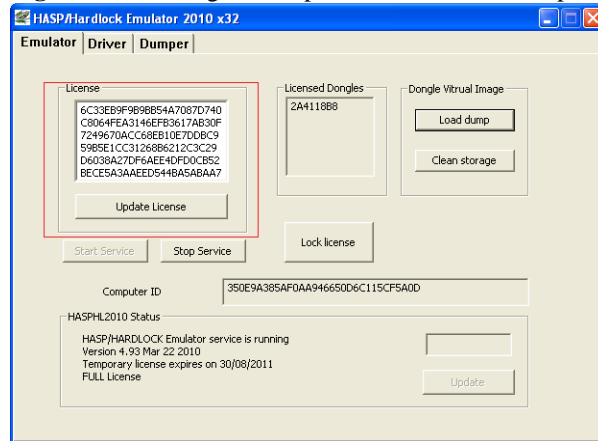 HASP/Hardlock Emulator 2010 x32
Emulator Driver Dumper
License
6C33EB9F9B9BB54A7087D740
C8064FEA3146EFB3617AB30F
7249670ACC68EB10E7DDBC9
59B5E1CC31268B6212C3C29
D6038A27DF6AEE4DFD0CB52
BECE5A3AAEED544BA5ABAA7
Update License
Licensed Dongles
2A4118B8
Dongle Vitrual Image
Load dump
Clean storage
Start Service
Stop Service
Lock license
Computer ID
350E9A385AF0AA946650D6C115CF5A0D
HASPHL2010 Status
HASP/HARDLOCK Emulator service is running
Version 4.93 Mar 22 2010
Temporary license expires on 30/08/2011
FULL License
Update